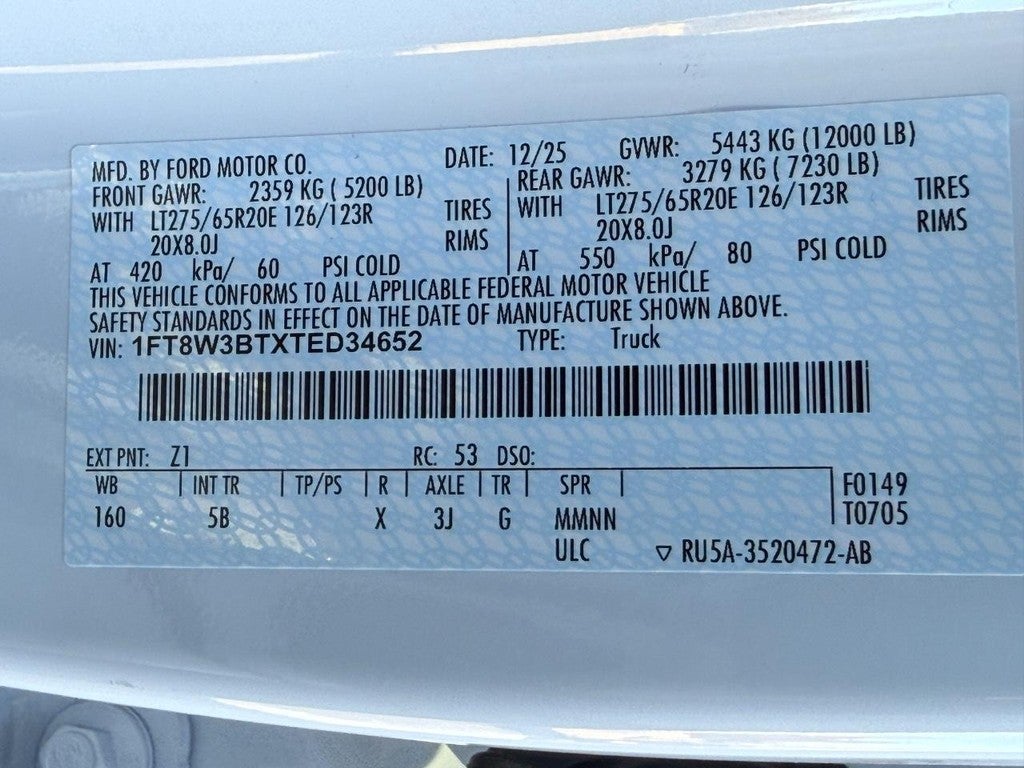 MFD. BY FORD MOTOR CO. DATE: 12/25 GVWR: 5443 KG (12000 LB)
FRONT GAWR: 2359 KG ( 5200 LB) REAR GAWR: 3279 KG ( 7230 LB)
WITH LT275/65R20E 126/123R TIRES WITH LT275/65R20E 126/123R TIRES
20X8.0J RIMS 20X8.0J RIMS
AT 420 kPa/ 60 PSI COLD AT 550 kPa/ 80 PSI COLD
THIS VEHICLE CONFORMS TO ALL APPLICABLE FEDERAL MOTOR VEHICLE
SAFETY STANDARDS IN EFFECT ON THE DATE OF MANUFACTURE SHOWN ABOVE.
VIN: 1FT8W3BTXTED34652 TYPE: Truck
EXT PNT: Z1 RC: 53 DSO:
WB INT TR TP/PS R AXLE TR SPR F0149
160 5B X 3J G MMNN T0705
ULC ▽ RU5A-3520472-AB